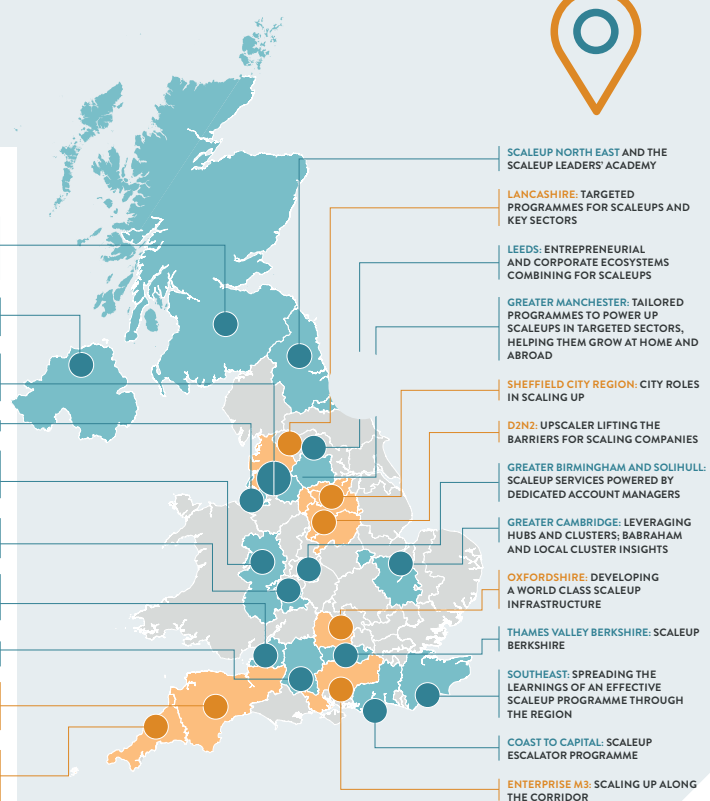 SCALEUP NORTH EAST AND THE
SCALEUP LEADERS' ACADEMY
LANCASHIRE: TARGETED
PROGRAMMES FOR SCALEUPS AND
KEY SECTORS
LEEDS: ENTREPRENEURIAL
AND CORPORATE ECOSYSTEMS
COMBINING FOR SCALEUPS
GREATER MANCHESTER: TAILORED
PROGRAMMES TO POWER UP
SCALEUPS IN TARGETED SECTORS,
HELPING THEM GROW AT HOME AND
ABROAD
SHEFFIELD CITY REGION: CITY ROLES
IN SCALING UP
D2N2: UPSCALER LIFTING THE
BARRIERS FOR SCALING COMPANIES
GREATER BIRMINGHAM AND SOLIHULL:
SCALEUP SERVICES POWERED BY
DEDICATED ACCOUNT MANAGERS
GREATER CAMBRIDGE: LEVERAGING
HUBS AND CLUSTERS; BABRAHAM
AND LOCAL CLUSTER INSIGHTS
OXFORDSHIRE: DEVELOPING
A WORLD CLASS SCALEUP
INFRASTRUCTURE
THAMES VALLEY BERKSHIRE: SCALEUP
BERKSHIRE
SOUTHEAST: SPREADING THE
LEARNINGS OF AN EFFECTIVE
SCALEUP PROGRAMME THROUGH
THE REGION
COAST TO CAPITAL: SCALEUP
ESCALATOR PROGRAMME
ENTERPRISE M3: SCALING UP ALONG
THE CORRIDOR